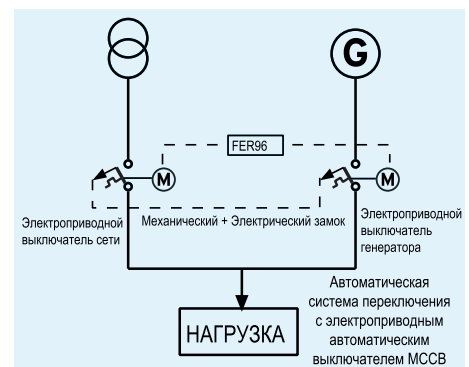 G
FER96
M
M
Электроприводной
выключатель сети
Механический + Электрический замок
Электроприводной
выключатель
генератора
Автоматическая
система переключения
с электроприводным
автоматическим
выключателем MCCB
НАГРУЗКА